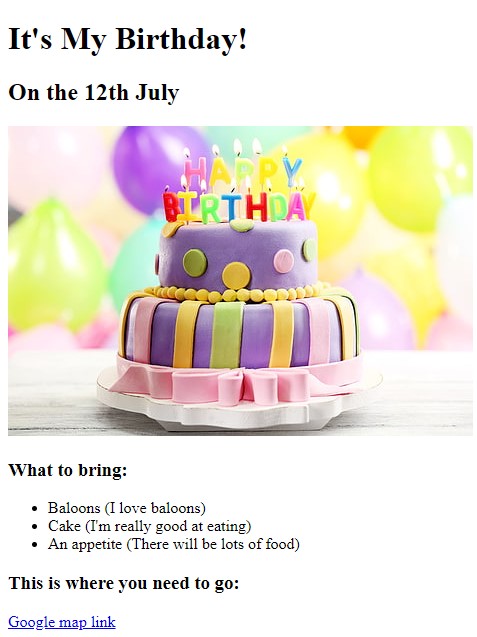 It's My Birthday!
On the 12th July
HAPPY
BIRTHDAY
What to bring:
Baloons (I love baloons)
Cake (I'm really good at eating)
An appetite (There will be lots of food)
This is where you need to go:
Google map link